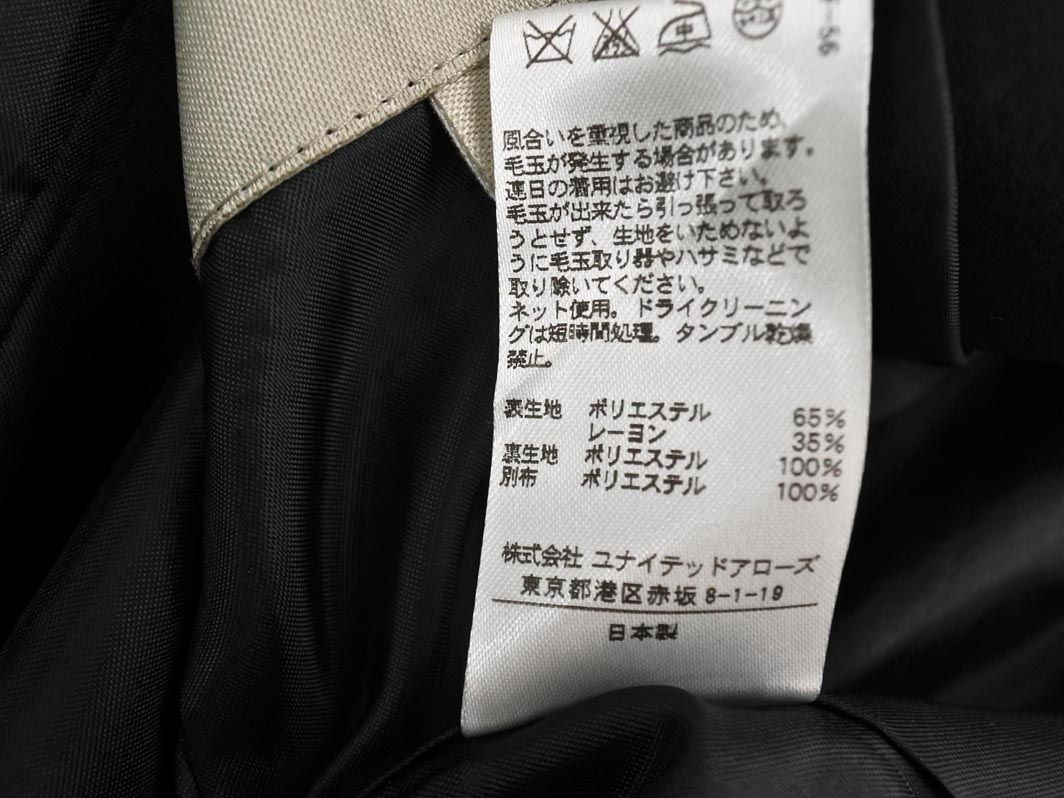 中
-56
風合いを重視した商品のため、
毛玉が発生する場合があります。
連日の着用はお避け下さい。
毛玉が出来たら引っ張って取ろ
うとせず、生地をいためないよ
うに毛玉取り器やハサミなどで
取り除いてください。
ネット使用。ドライクリーニン
グは短時間処理。タンブル乾燥
禁止。
表生地 ポリエステル 65%
レーヨン 35%
裏生地 ポリエステル 100%
別布 ポリエステル 100%
株式会社 ユナイテッドアローズ
東京都港区赤坂 8-1-19
日本製